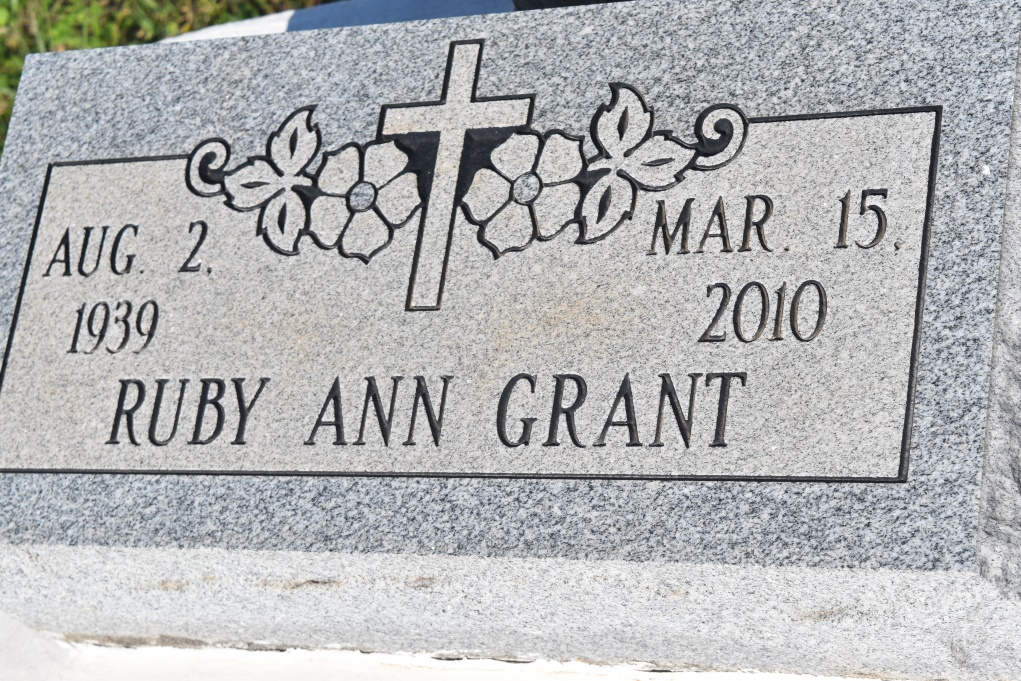 AUG. 2, MAR. 15,
1939 2010
RUBY ANN GRANT